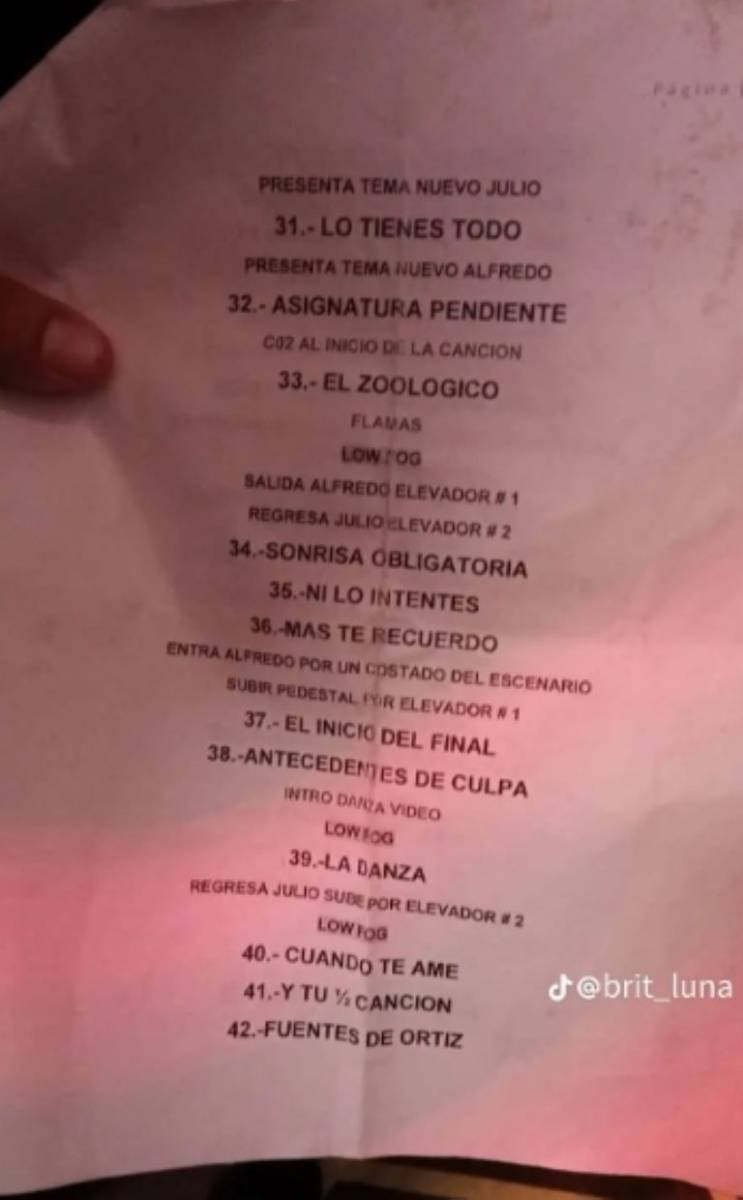 Página
PRESENTA TEMA NUEVO JULIO
31.- LO TIENES TODO
PRESENTA TEMA NUEVO ALFREDO
32.- ASIGNATURA PENDIENTE
C02 AL INICIO DE LA CANCION
33.- EL ZOOLOGICO
FLAMAS
LOW FOG
SALIDA ALFREDO ELEVADOR # 1
REGRESA JULIO ELEVADOR # 2
34.-SONRISA OBLIGATORIA
35.-NI LO INTENTES
36.-MAS TE RECUERDO
ENTRA ALFREDO POR UN COSTADO DEL ESCENARIO
SUBIR PEDESTAL POR ELEVADOR # 1
37.- EL INICIO DEL FINAL
38.-ANTECEDENTES DE CULPA
INTRO DANZA VIDEO
LOW FOG
39.-LA DANZA
REGRESA JULIO SUBE POR ELEVADOR # 2
LOW FOG
40.- CUANDO TE AME
41.-Y TU ½ CANCION
42.-FUENTES DE ORTIZ
@brit_luna